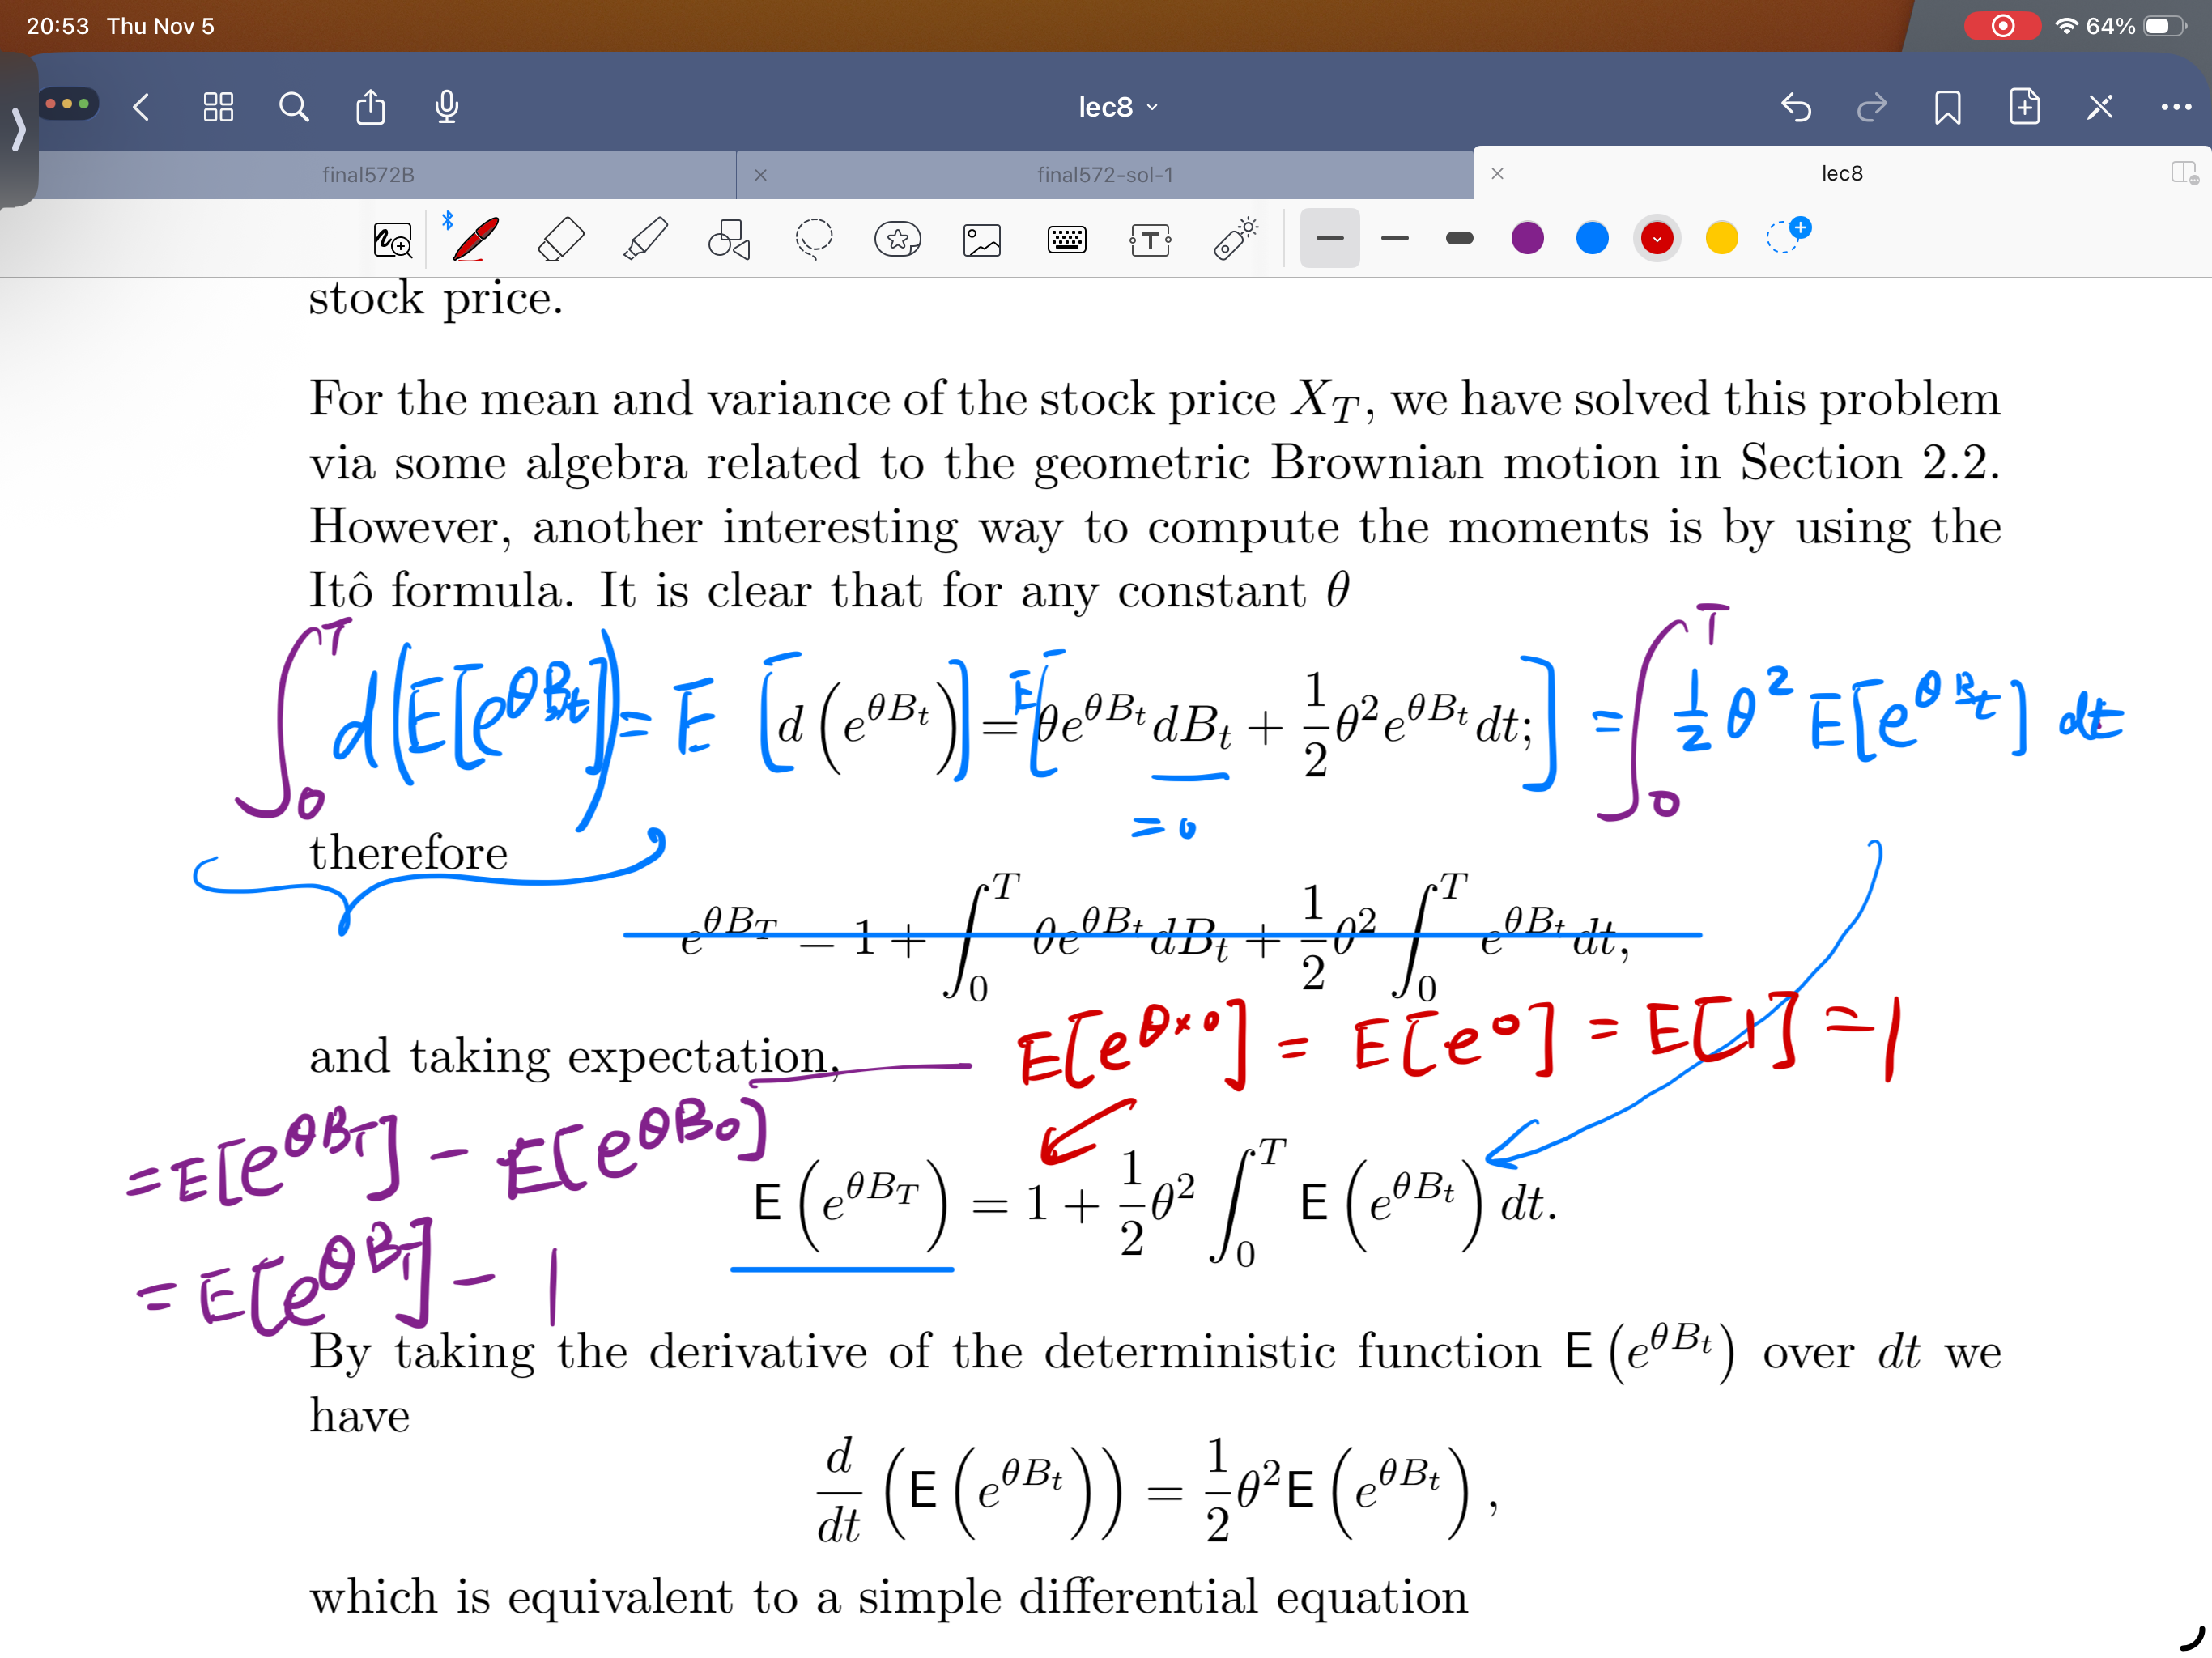 20:53 Thu Nov 5 64%
lec8
final572B final572-sol-1 lec8
stock price.
For the mean and variance of the stock price X_T, we have solved this problem
via some algebra related to the geometric Brownian motion in Section 2.2.
However, another interesting way to compute the moments is by using the
Itô formula. It is clear that for any constant θ
∫_0^T d(E[e^{θB_t}]) = E [d(e^{θB_t})] = E[θe^{θB_t}dB_t + 1/2 θ^2 e^{θB_t}dt;] = ∫_0^T 1/2 θ^2 E[e^{θB_t}] dt
= 0
therefore
e^{θB_T} = 1 + ∫_0^T θe^{θB_t}dB_t + 1/2 θ^2 ∫_0^T e^{θB_t}dt,
E[e^{θ×0}] = E[e^0] = E[1] = 1
and taking expectation,
= E[e^{θB_T}] − E[e^{θB_0}]
E(e^{θB_T}) = 1 + 1/2 θ^2 ∫_0^T E(e^{θB_t}) dt.
= E[e^{θB_T}] − 1
By taking the derivative of the deterministic function E(e^{θB_t}) over dt we
have
d/dt (E(e^{θB_t})) = 1/2 θ^2 E(e^{θB_t}),
which is equivalent to a simple differential equation